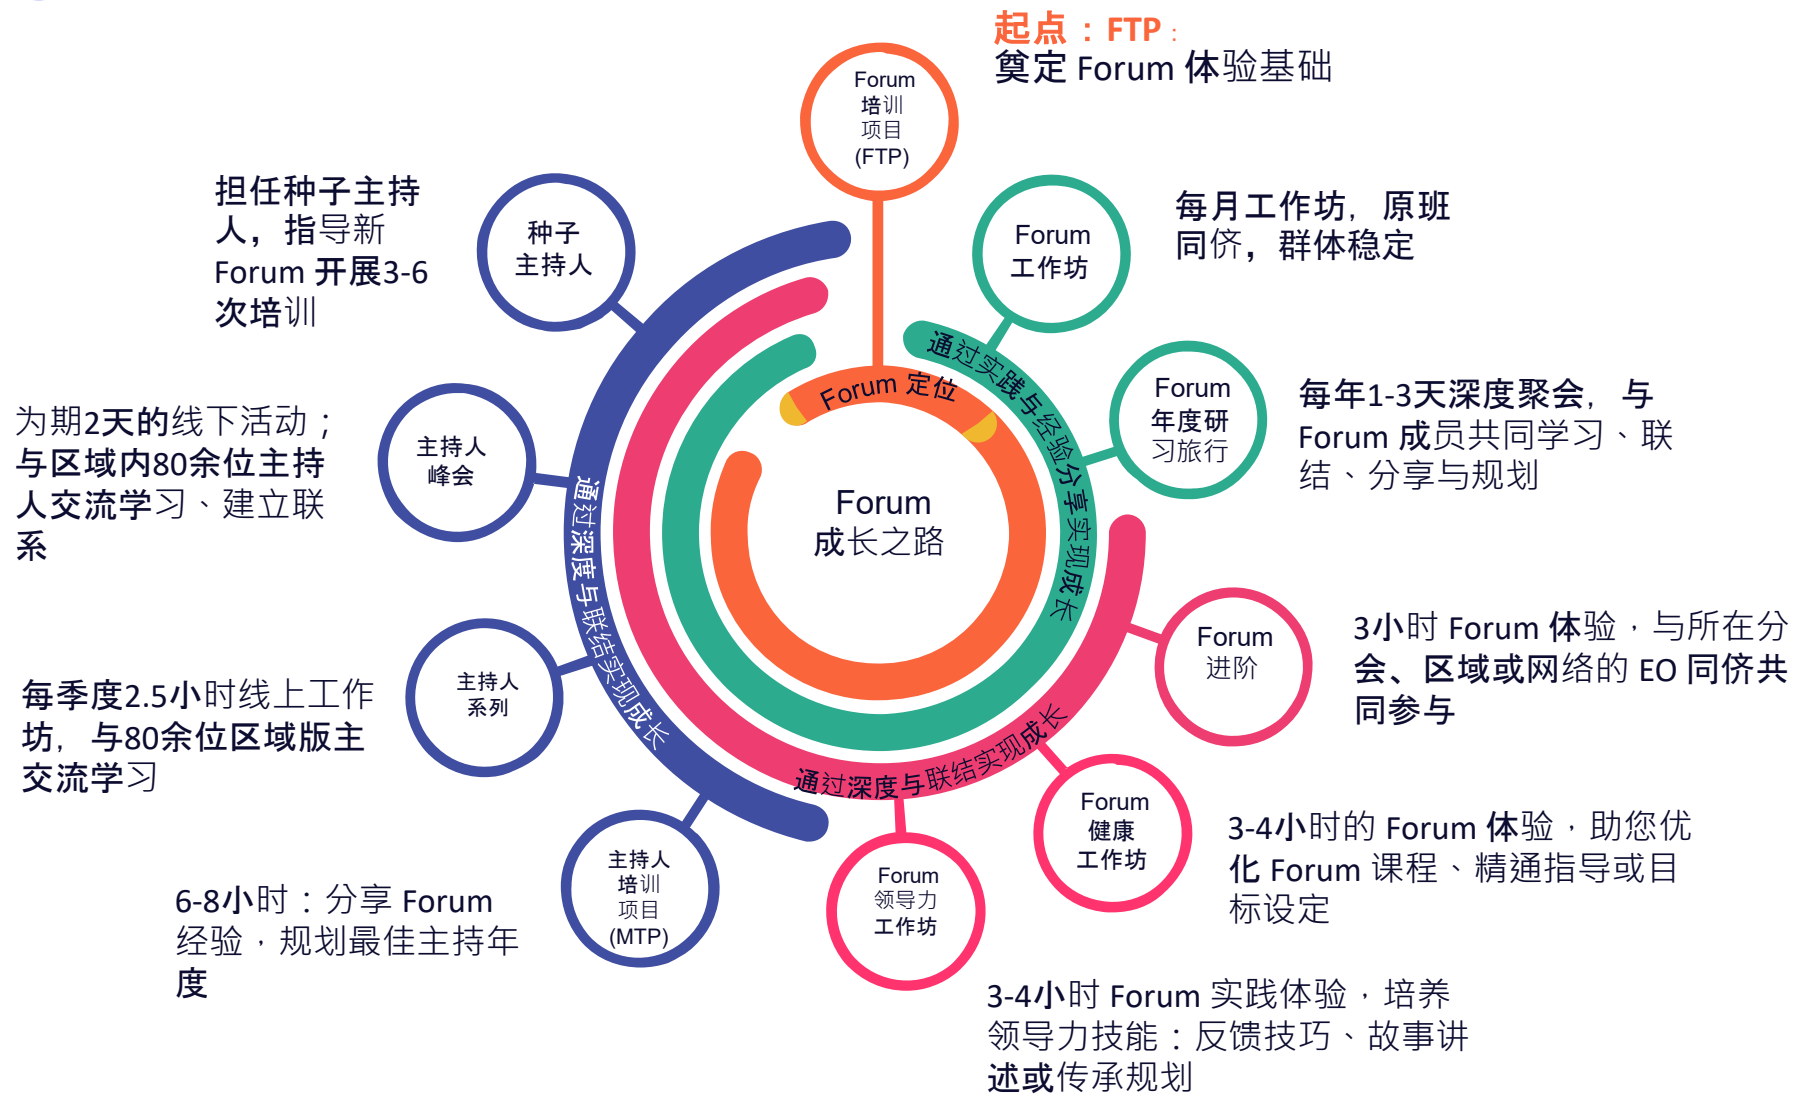 起点：FTP：
奠定 Forum 体验基础
Forum
培训
项目
(FTP)
Forum
工作坊
每月工作坊，原班
同侪，群体稳定
Forum
年度研
习旅行
每年1-3天深度聚会，与
Forum 成员共同学习、联
结、分享与规划
Forum
进阶
3小时 Forum 体验，与所在分
会、区域或网络的 EO 同侪共
同参与
Forum
健康
工作坊
3-4小时的 Forum 体验，助您优
化 Forum 课程、精通指导或目
标设定
Forum
领导力
工作坊
3-4小时 Forum 实践体验，培养
领导力技能：反馈技巧、故事讲
述或传承规划
主持人
培训
项目
(MTP)
6-8小时：分享 Forum
经验，规划最佳主持年
度
主持人
系列
每季度2.5小时线上工作
坊，与80余位区域版主
交流学习
主持人
峰会
为期2天的线下活动；
与区域内80余位主持
人交流学习、建立联
系
种子
主持人
担任种子主持
人，指导新
Forum 开展3-6
次培训
Forum 定位
通过实践与经验分享实现成长
通过深度与联结实现成长
通过深度与联结实现成长
Forum
成长之路